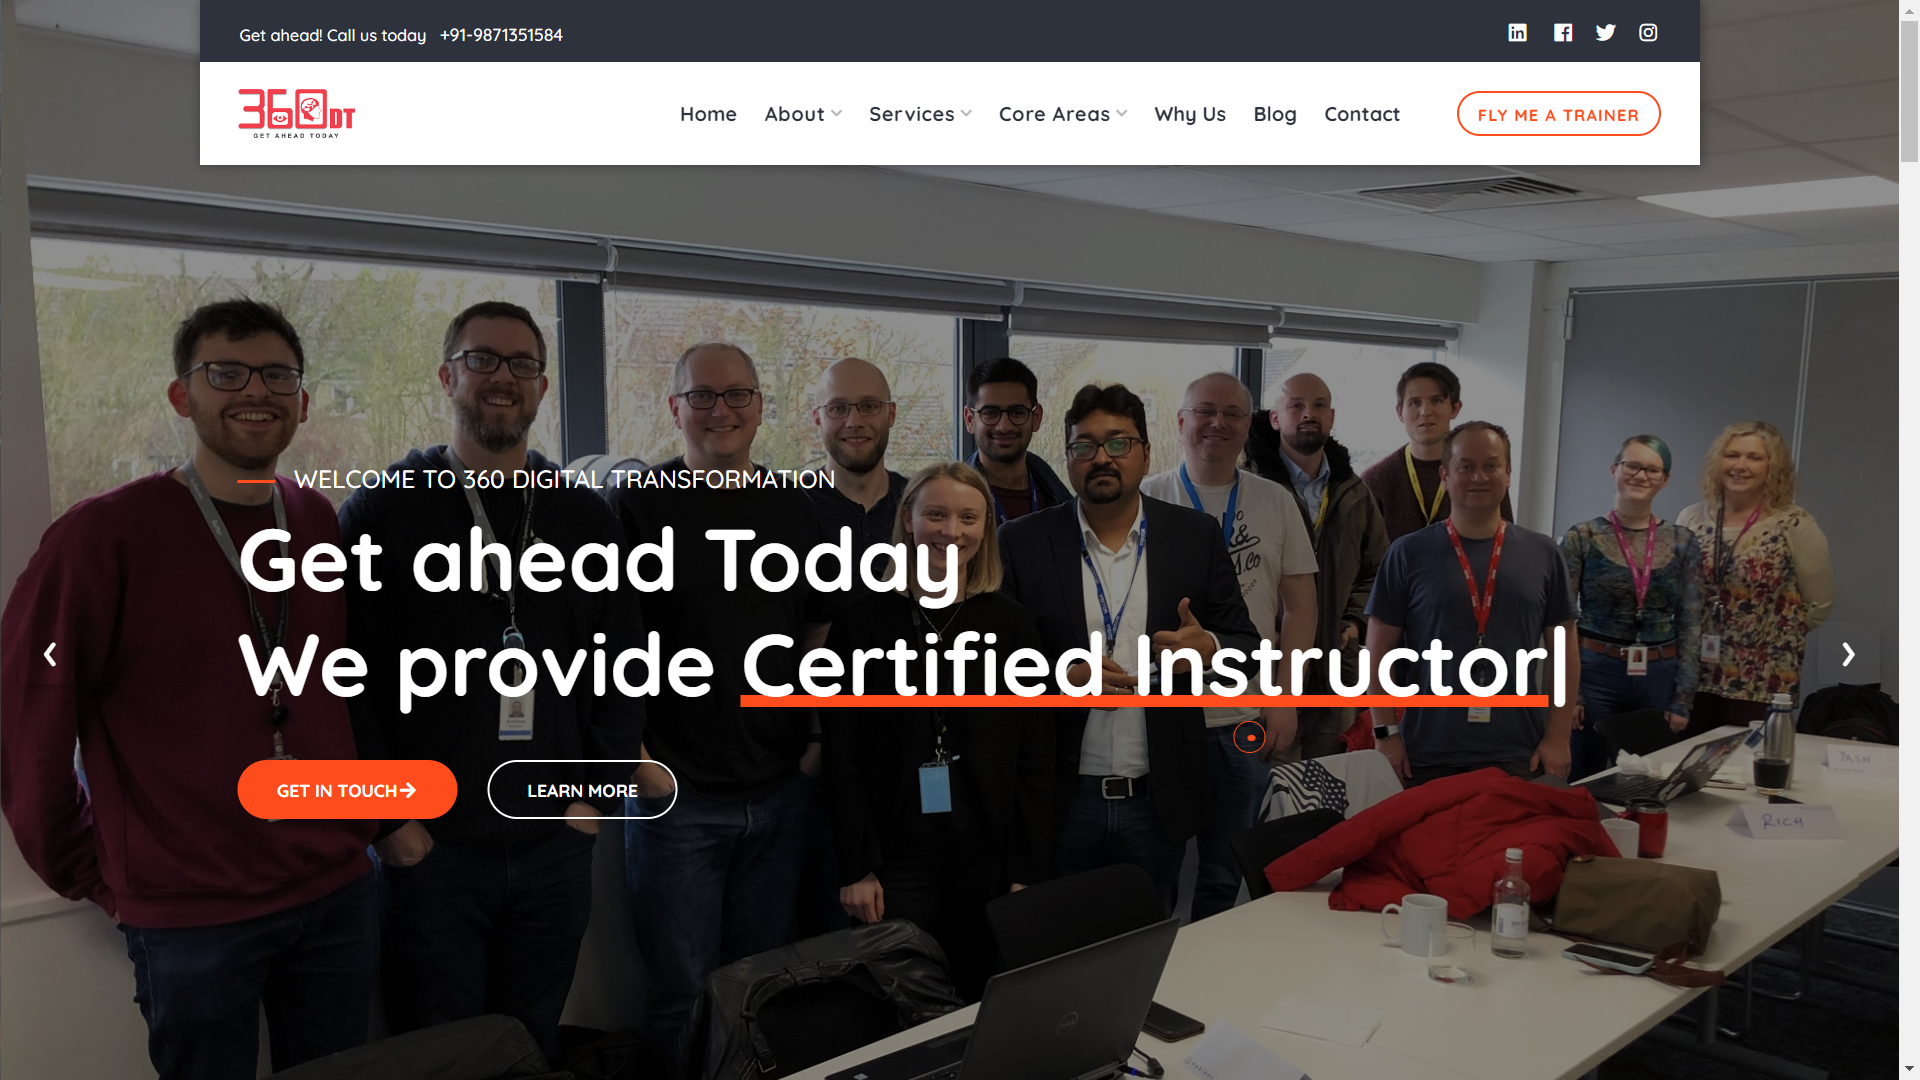 Get ahead! Call us today +91-9871351584
360DT
GET AHEAD TODAY
Home About Services Core Areas Why Us Blog Contact
FLY ME A TRAINER
WELCOME TO 360 DIGITAL TRANSFORMATION
Get ahead Today
We provide Certified Instructor
GET IN TOUCH
LEARN MORE
YASH
RICH